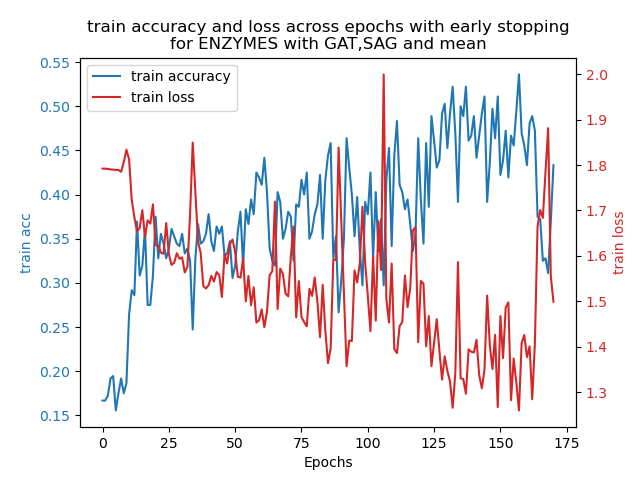 train accuracy and loss across epochs with early stopping
for ENZYMES with GAT,SAG and mean
train accuracy
train loss
0.55
0.50
0.45
0.40
0.35
0.30
0.25
0.20
0.15
train acc
2.0
1.9
1.8
1.7
1.6
1.5
1.4
1.3
train loss
0 25 50 75 100 125 150 175
Epochs